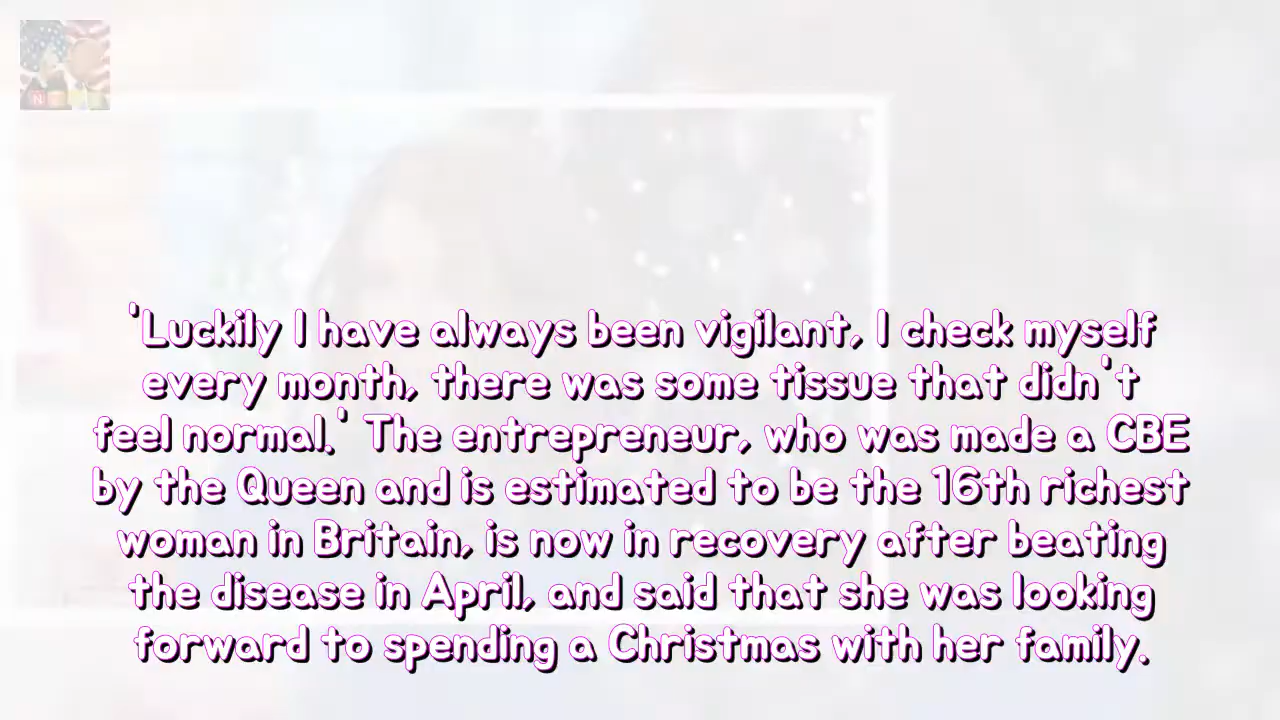 'Luckily I have always been vigilant, I check myself
every month, there was some tissue that didn't
feel normal.' The entrepreneur, who was made a CBE
by the Queen and is estimated to be the 16th richest
woman in Britain, is now in recovery after beating
the disease in April, and said that she was looking
forward to spending a Christmas with her family.